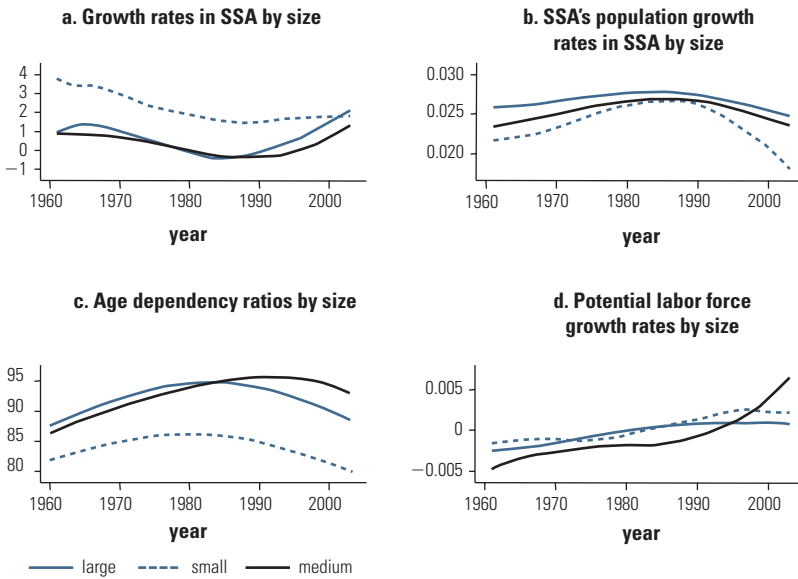 a. Growth rates in SSA by size
4
3
2
1
0
−1
1960 1970 1980 1990 2000
year
b. SSA's population growth
rates in SSA by size
0.030
0.025
0.020
1960 1970 1980 1990 2000
year
c. Age dependency ratios by size
95
90
85
80
1960 1970 1980 1990 2000
year
d. Potential labor force
growth rates by size
0.005
0
−0.005
1960 1970 1980 1990 2000
year
large small medium